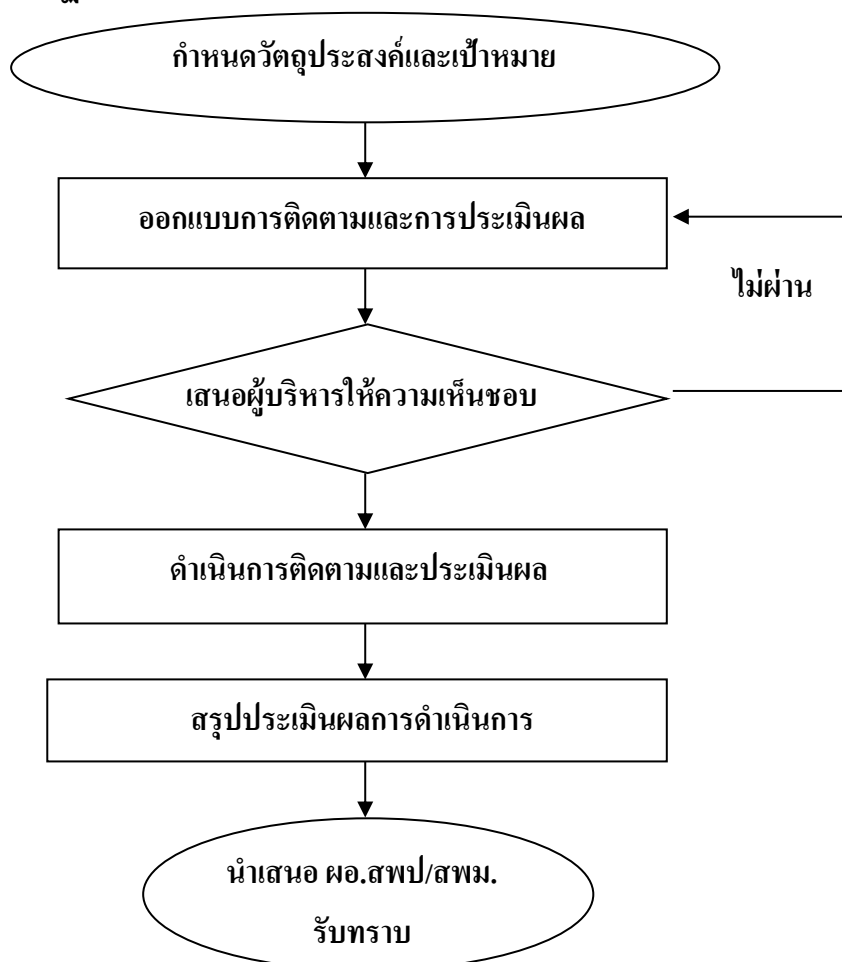 กำหนดวัตถุประสงค์และเป้าหมาย
ออกแบบการติดตามและการประเมินผล
ไม่ผ่าน
เสนอผู้บริหารให้ความเห็นชอบ
ดำเนินการติดตามและประเมินผล
สรุปประเมินผลการดำเนินการ
นำเสนอ ผอ.สพป/สพม.
รับทราบ